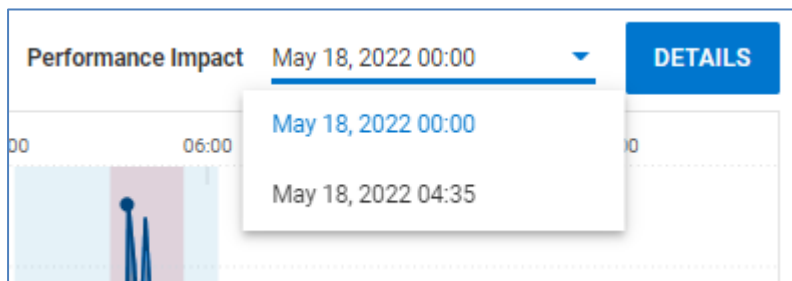 Performance Impact May 18, 2022 00:00 DETAILS
May 18, 2022 00:00
00 06:00 00
May 18, 2022 04:35